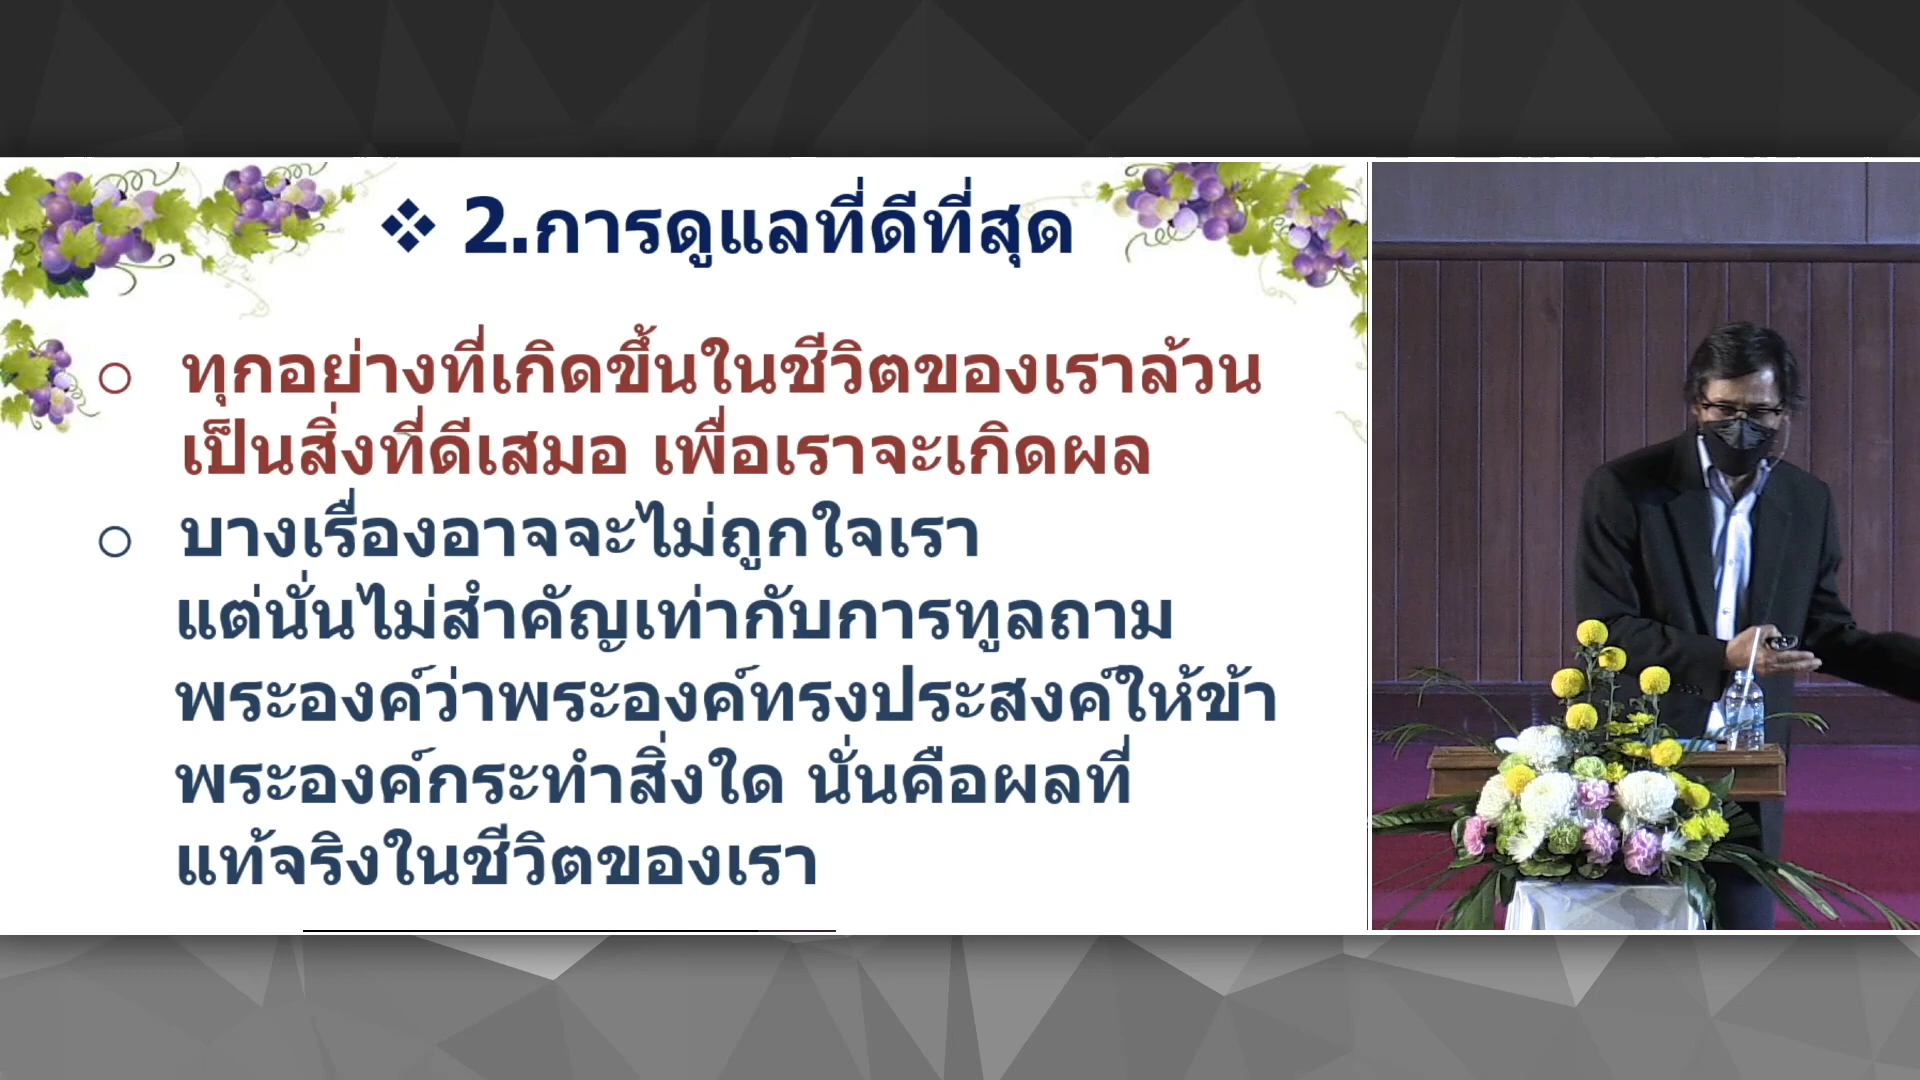 ❖ 2.การดูแลที่ดีที่สุด
○ ทุกอย่างที่เกิดขึ้นในชีวิตของเราล้วน
เป็นสิ่งที่ดีเสมอ เพื่อเราจะเกิดผล
○ บางเรื่องอาจจะไม่ถูกใจเรา
แต่นั่นไม่สำคัญเท่ากับการทูลถาม
พระองค์ว่าพระองค์ทรงประสงค์ให้ข้า
พระองค์กระทำสิ่งใด นั่นคือผลที่
แท้จริงในชีวิตของเรา